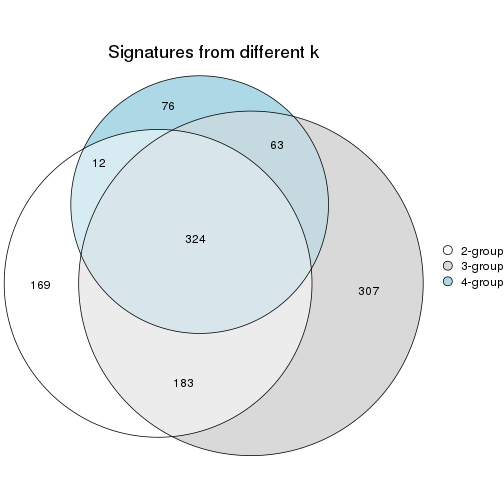 Signatures from different k
76
63
12
324
169
307
183
2-group
3-group
4-group